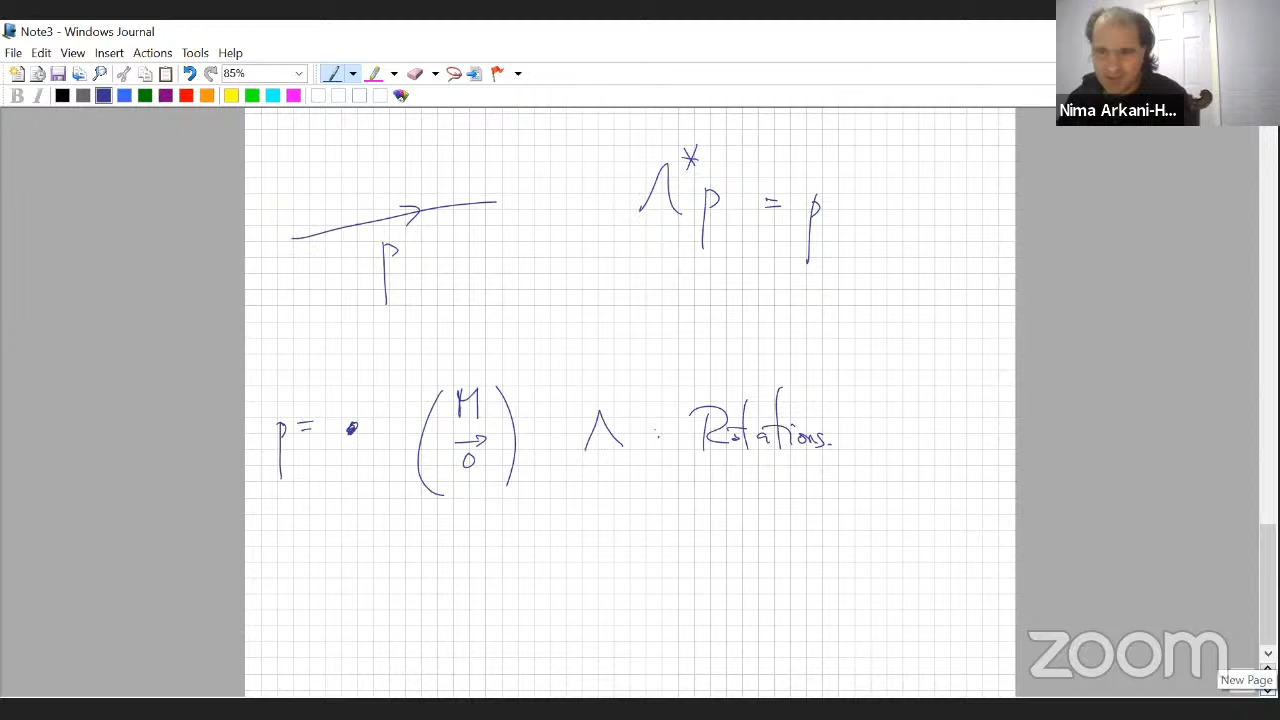 Note3 - Windows Journal
File Edit View Insert Actions Tools Help
85%
B I
Nima Arkani-H...
Λ* p = p
p
p = • (M 0⃗) Λ : Rotations.
zoom
New Page